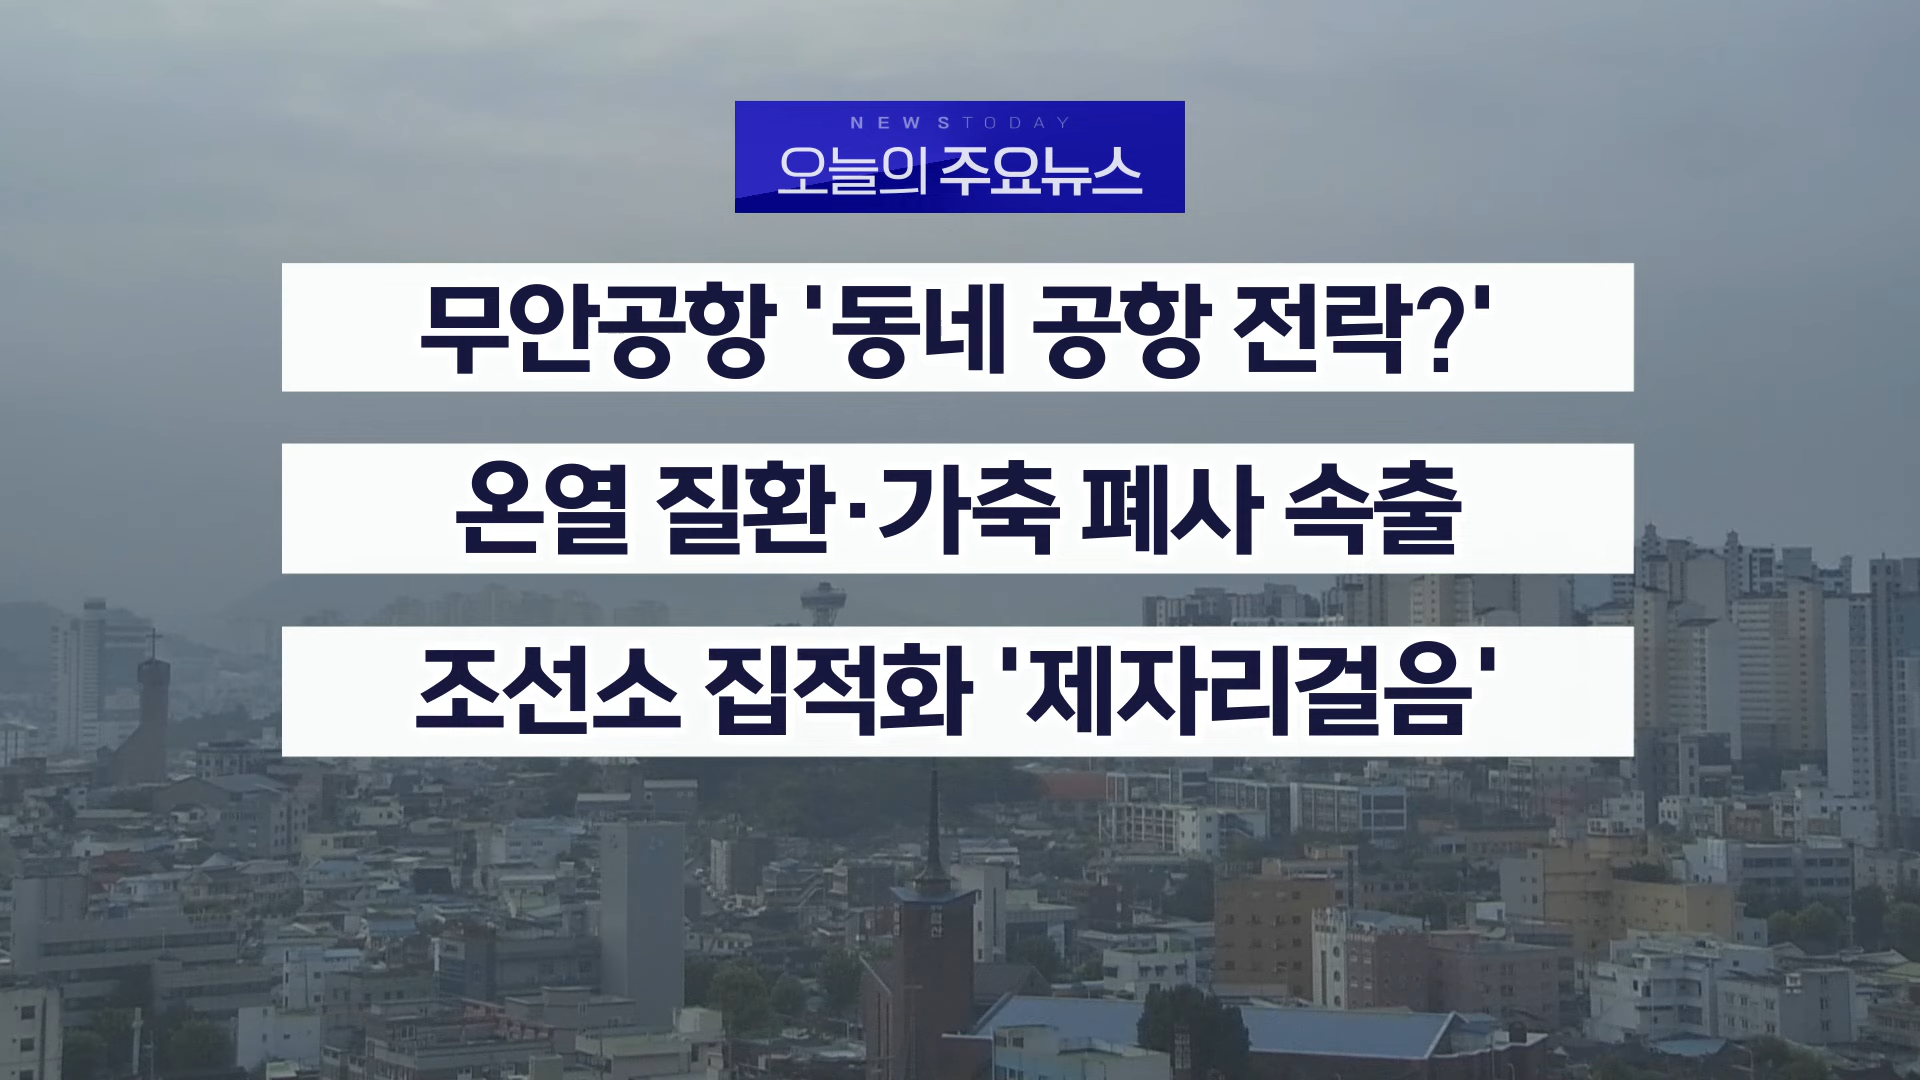 NEWS TODAY
오늘의 주요뉴스
무안공항 '동네 공항 전락?'
온열 질환·가축 폐사 속출
조선소 집적화 '제자리걸음'